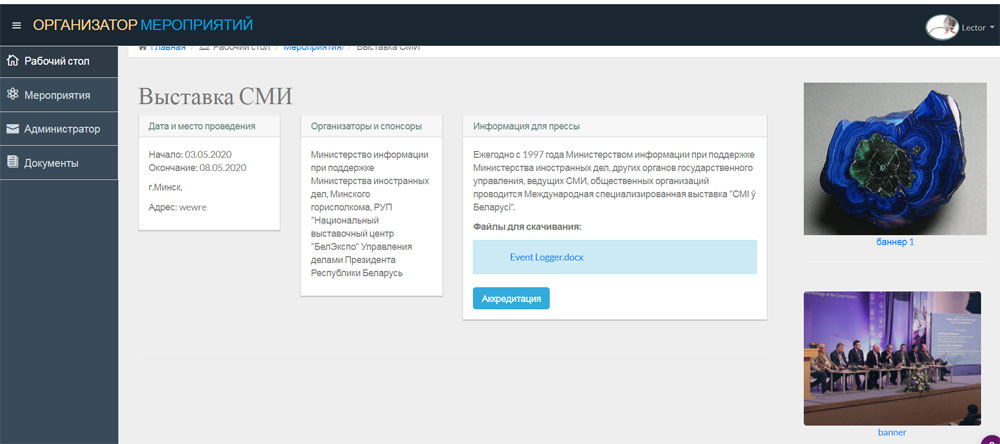 ОРГАНИЗАТОР МЕРОПРИЯТИЙ
Lector
Рабочий стол
Мероприятия
Администратор
Документы
Главная / Рабочий стол / Мероприятия/ / Выставка СМИ
Выставка СМИ
Дата и место проведения
Начало: 03.05.2020
Окончание: 08.05.2020
г.Минск,
Адрес: wewre
Организаторы и спонсоры
Министерство информации
при поддержке
Министерства иностранных
дел, Минского
горисполкома, РУП
"Национальный
выставочный центр
"БелЭкспо" Управления
делами Президента
Республики Беларусь
Информация для прессы
Ежегодно с 1997 года Министерством информации при поддержке
Министерства иностранных дел, других органов государственного
управления, ведущих СМИ, общественных организаций
проводится Международная специализированная выставка "СМІ ў
Беларусі".
Файлы для скачивания:
Event Logger.docx
Аккредитация
баннер 1
banner